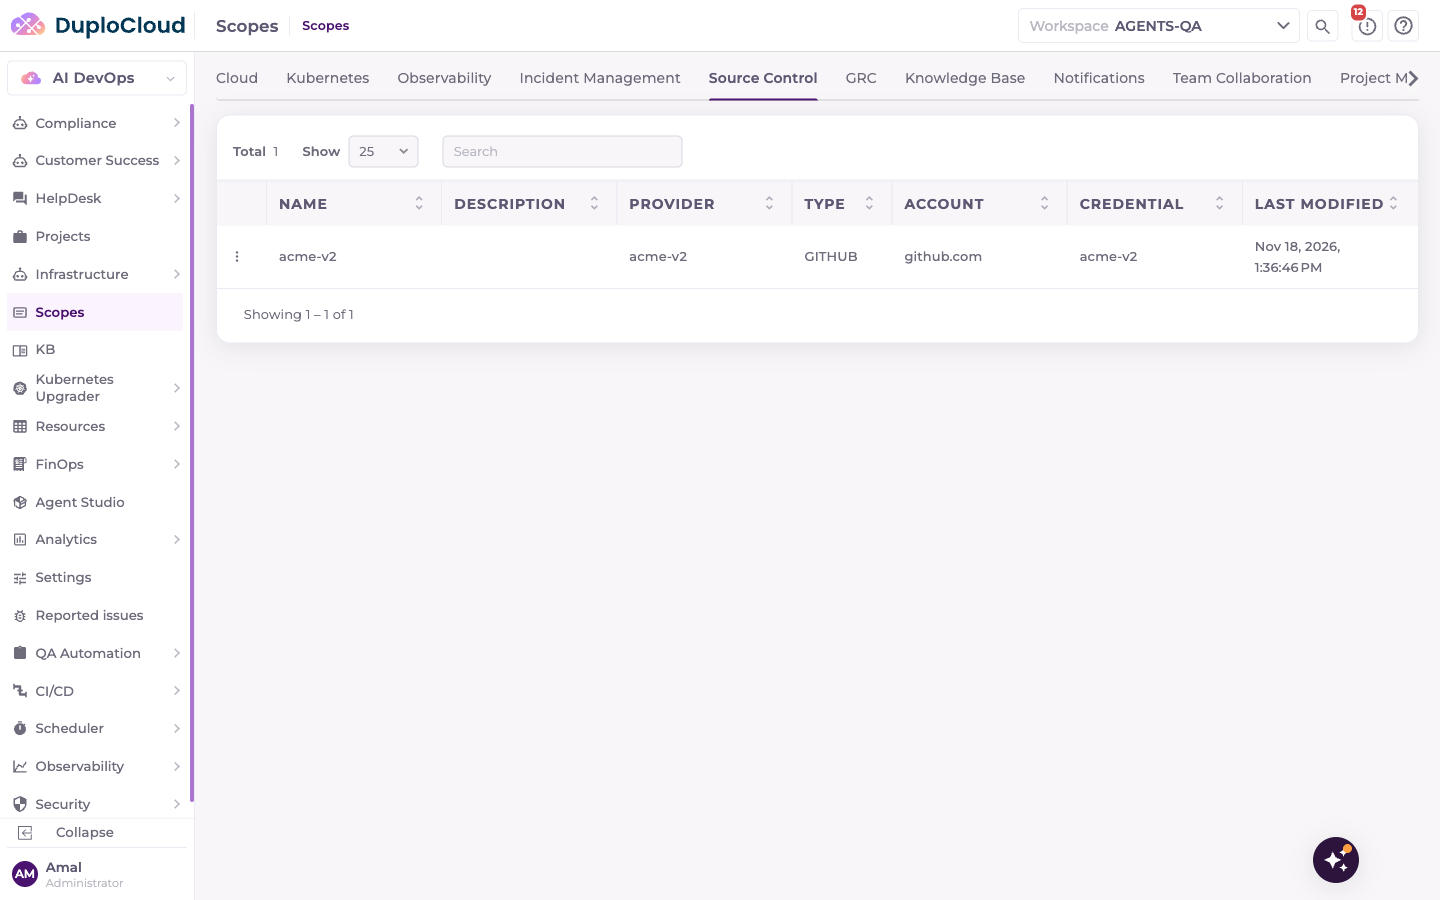 DuploCloud
Scopes
Scopes
Workspace AGENTS-QA
12
AI DevOps
Compliance
Customer Success
HelpDesk
Projects
Infrastructure
Scopes
KB
Kubernetes
Upgrader
Resources
FinOps
Agent Studio
Analytics
Settings
Reported issues
QA Automation
CI/CD
Scheduler
Observability
Security
Collapse
AM
Amal
Administrator
Cloud Kubernetes Observability Incident Management Source Control GRC Knowledge Base Notifications Team Collaboration Project M
Total 1 Show 25 Search
NAME DESCRIPTION PROVIDER TYPE ACCOUNT CREDENTIAL LAST MODIFIED
acme-v2 acme-v2 GITHUB github.com acme-v2 Nov 18, 2026,
1:36:46 PM
Showing 1 – 1 of 1